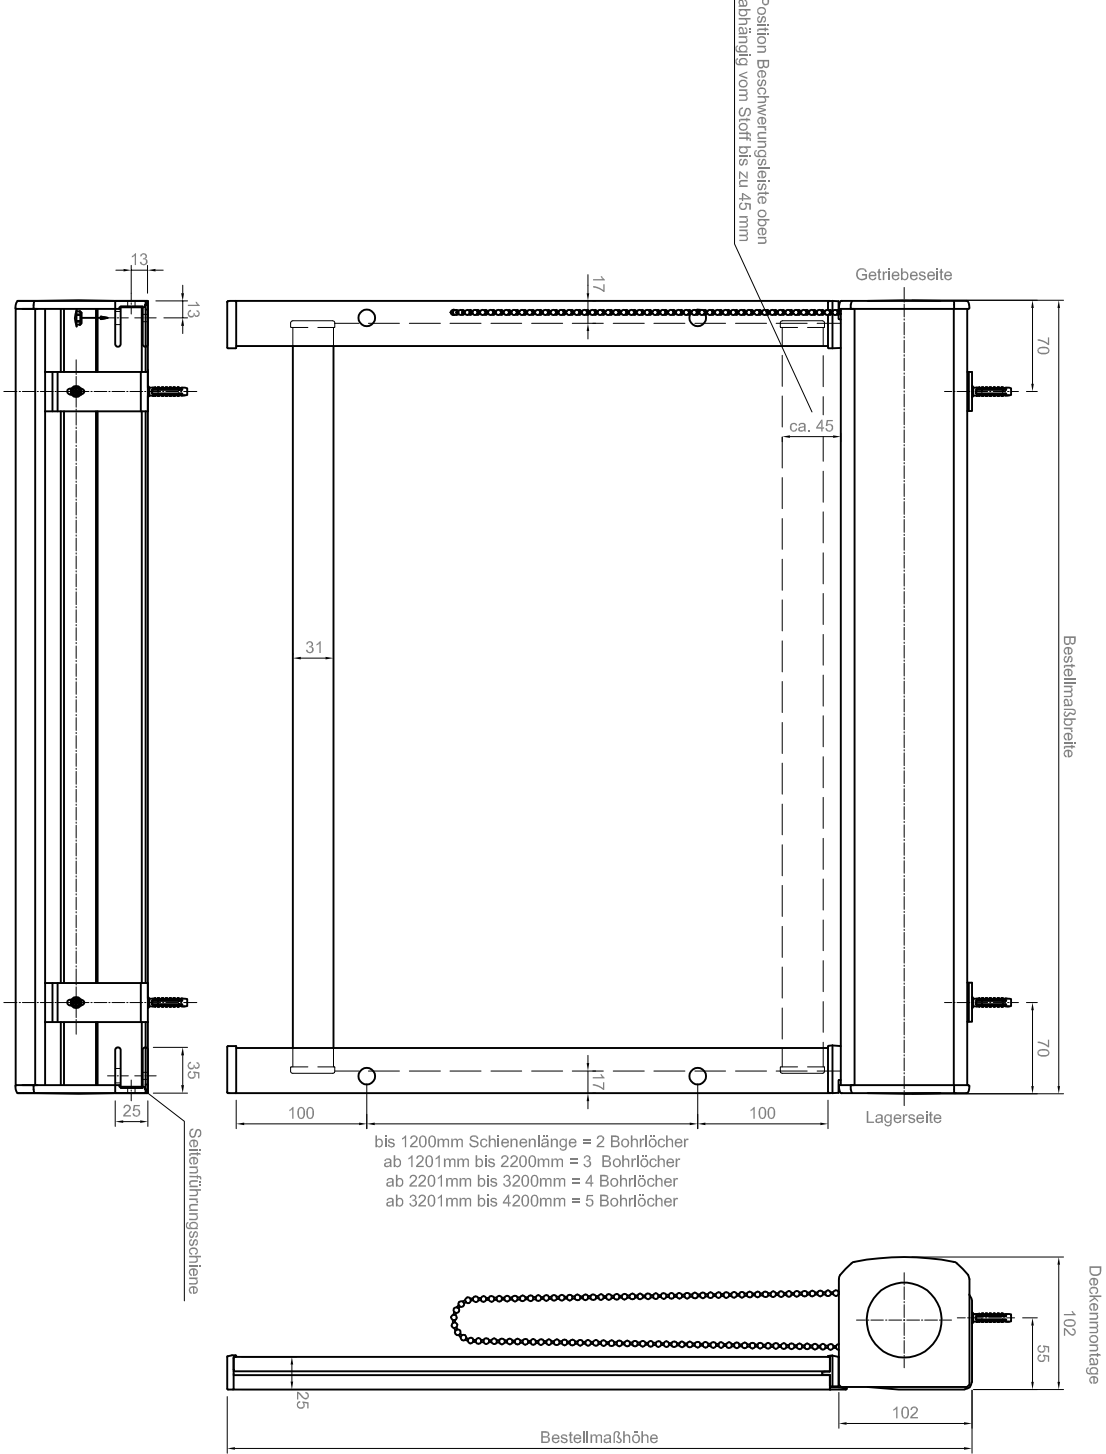 Position Beschwerungsleiste oben
abhängig vom Stoff bis zu 45 mm
13
13
17
Getriebeseite
70
ca. 45
31
Bestellmaßbreite
70
35
25
17
Lagerseite
100
100
bis 1200mm Schienenlänge = 2 Bohrlöcher
ab 1201mm bis 2200mm = 3 Bohrlöcher
ab 2201mm bis 3200mm = 4 Bohrlöcher
ab 3201mm bis 4200mm = 5 Bohrlöcher
Seitenführungsschiene
Deckenmontage
102
55
25
102
Bestellmaßhöhe